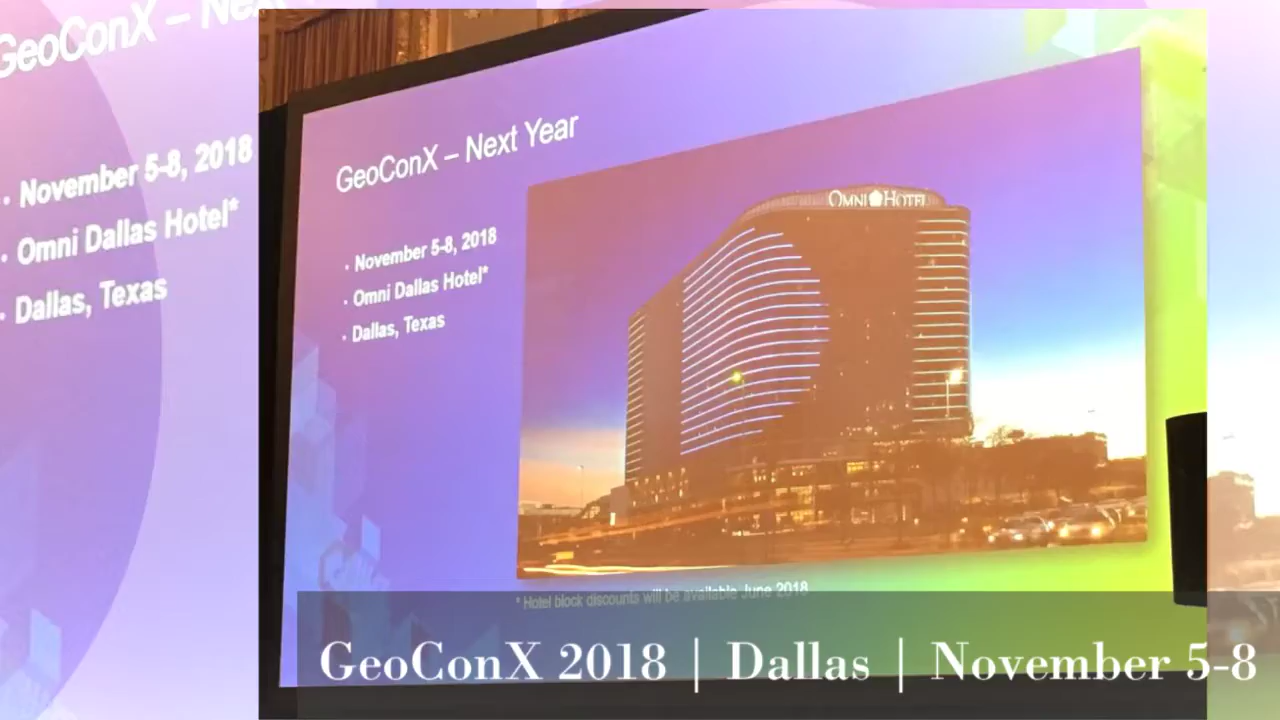 GeoConX – Nex
· November 5-8, 2018
· Omni Dallas Hotel*
· Dallas, Texas
GeoConX – Next Year
· November 5-8, 2018
· Omni Dallas Hotel*
· Dallas, Texas
OMNI HOTEL
* Hotel block discounts will be available June 2018
GeoConX 2018 | Dallas | November 5-8